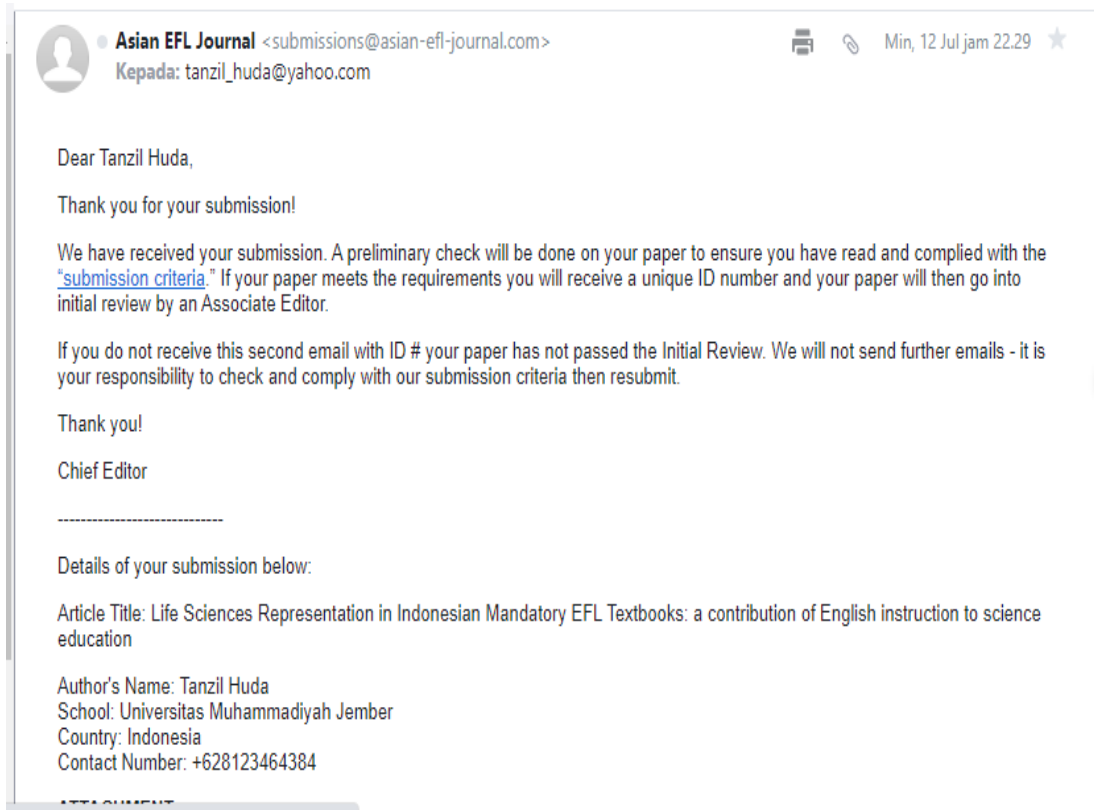 Asian EFL Journal <submissions@asian-efl-journal.com>
Min, 12 Jul jam 22.29
Kepada: tanzil_huda@yahoo.com
Dear Tanzil Huda,
Thank you for your submission!
We have received your submission. A preliminary check will be done on your paper to ensure you have read and complied with the
“submission criteria.” If your paper meets the requirements you will receive a unique ID number and your paper will then go into
initial review by an Associate Editor.
If you do not receive this second email with ID # your paper has not passed the Initial Review. We will not send further emails - it is
your responsibility to check and comply with our submission criteria then resubmit.
Thank you!
Chief Editor
-----------------------------
Details of your submission below:
Article Title: Life Sciences Representation in Indonesian Mandatory EFL Textbooks: a contribution of English instruction to science
education
Author's Name: Tanzil Huda
School: Universitas Muhammadiyah Jember
Country: Indonesia
Contact Number: +628123464384